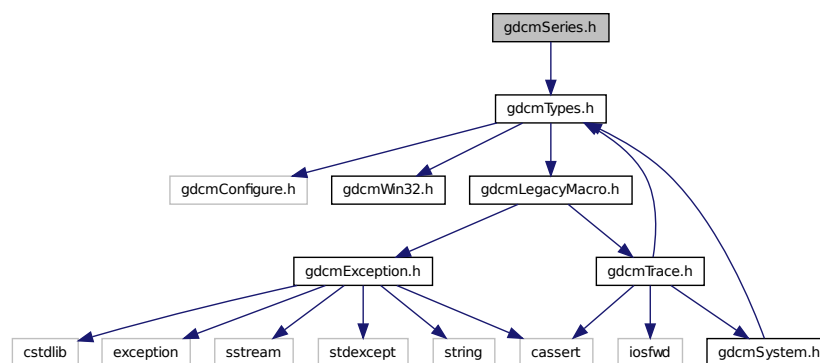 gdcmSeries.h
gdcmTypes.h
gdcmConfigure.h
gdcmWin32.h
gdcmLegacyMacro.h
gdcmException.h
gdcmTrace.h
cstdlib
exception
sstream
stdexcept
string
cassert
iosfwd
gdcmSystem.h